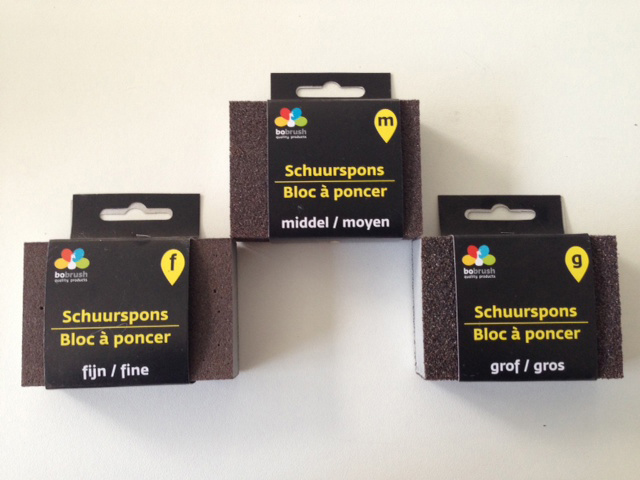 m
bobrush
quality products
Schuurspons
Bloc à poncer
middel / moyen
f
bobrush
quality products
Schuurspons
Bloc à poncer
fijn / fine
g
bobrush
quality products
Schuurspons
Bloc à poncer
grof / gros